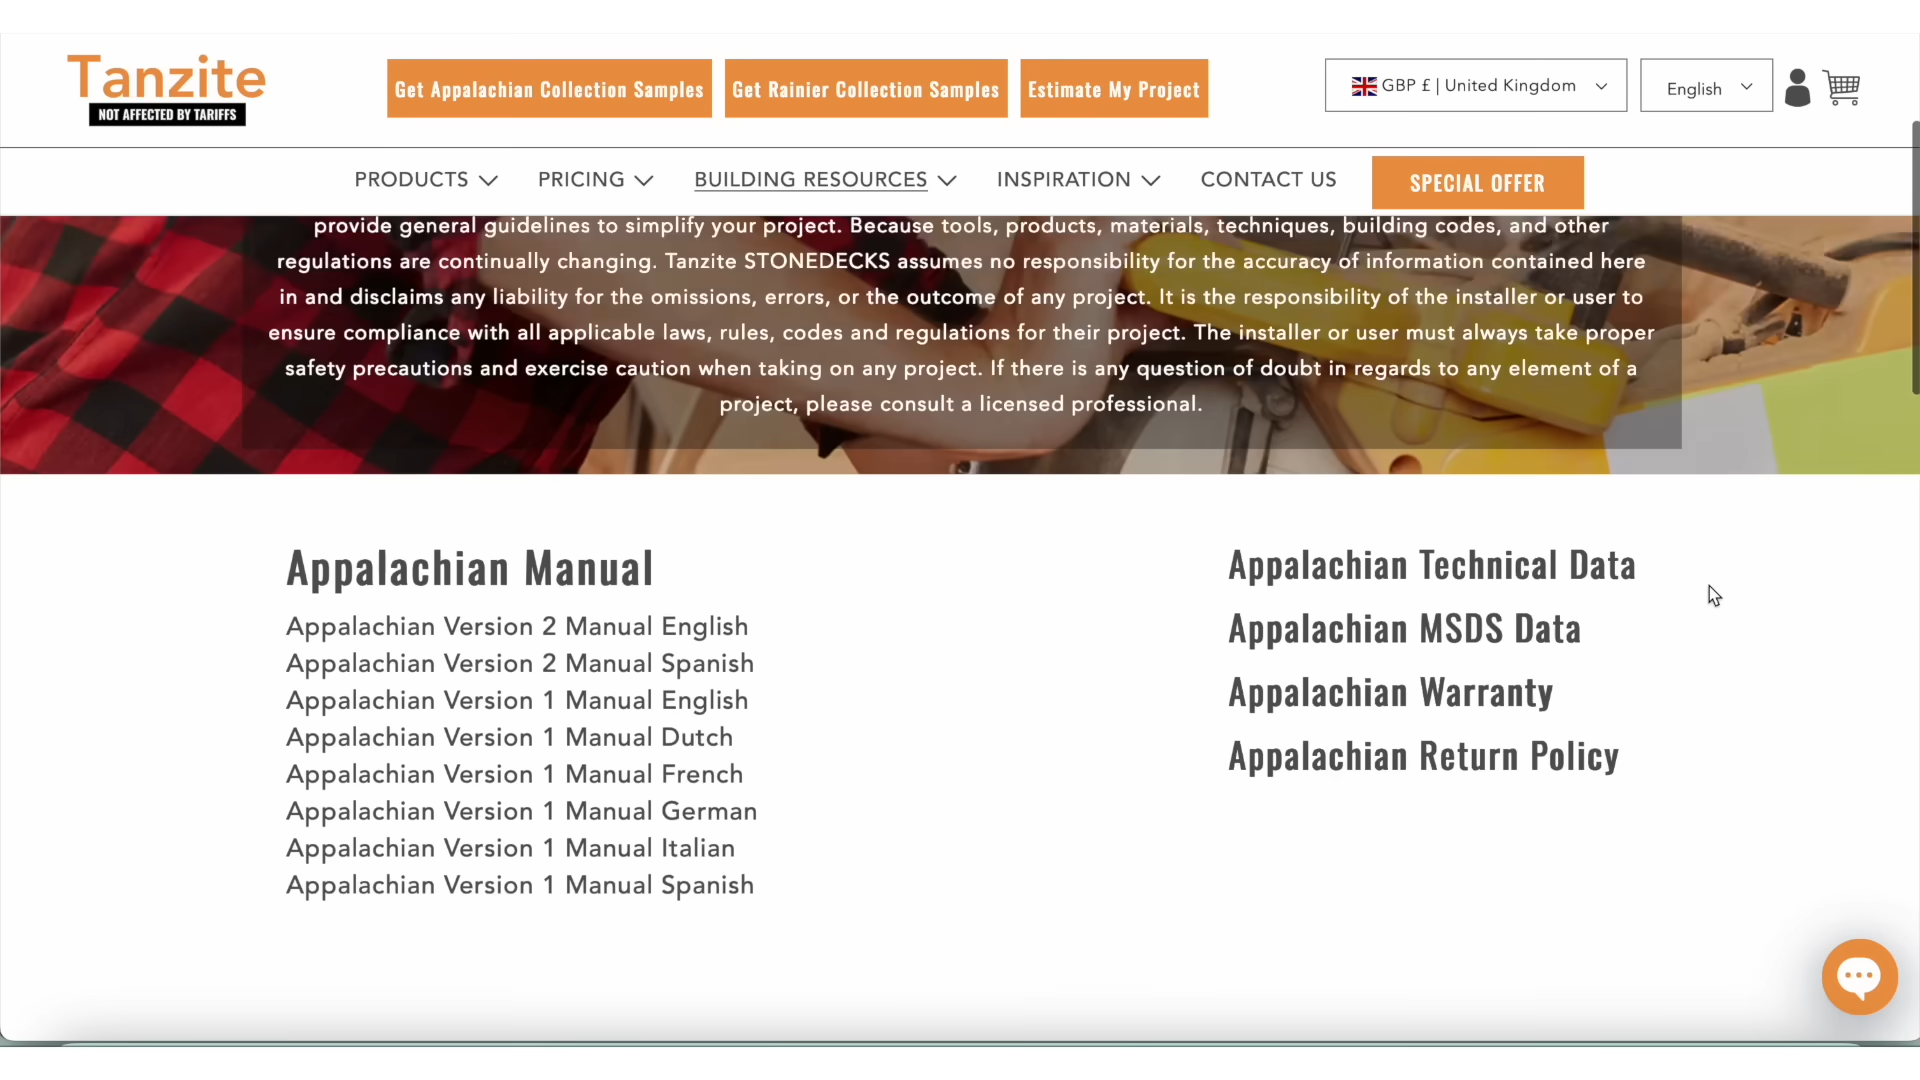 Tanzite
NOT AFFECTED BY TARIFFS
Get Appalachian Collection Samples
Get Rainier Collection Samples
Estimate My Project
GBP £ | United Kingdom
English
PRODUCTS
PRICING
BUILDING RESOURCES
INSPIRATION
CONTACT US
SPECIAL OFFER
provide general guidelines to simplify your project. Because tools, products, materials, techniques, building codes, and other
regulations are continually changing. Tanzite STONEDECKS assumes no responsibility for the accuracy of information contained here
in and disclaims any liability for the omissions, errors, or the outcome of any project. It is the responsibility of the installer or user to
ensure compliance with all applicable laws, rules, codes and regulations for their project. The installer or user must always take proper
safety precautions and exercise caution when taking on any project. If there is any question of doubt in regards to any element of a
project, please consult a licensed professional.
Appalachian Manual
Appalachian Version 2 Manual English
Appalachian Version 2 Manual Spanish
Appalachian Version 1 Manual English
Appalachian Version 1 Manual Dutch
Appalachian Version 1 Manual French
Appalachian Version 1 Manual German
Appalachian Version 1 Manual Italian
Appalachian Version 1 Manual Spanish
Appalachian Technical Data
Appalachian MSDS Data
Appalachian Warranty
Appalachian Return Policy